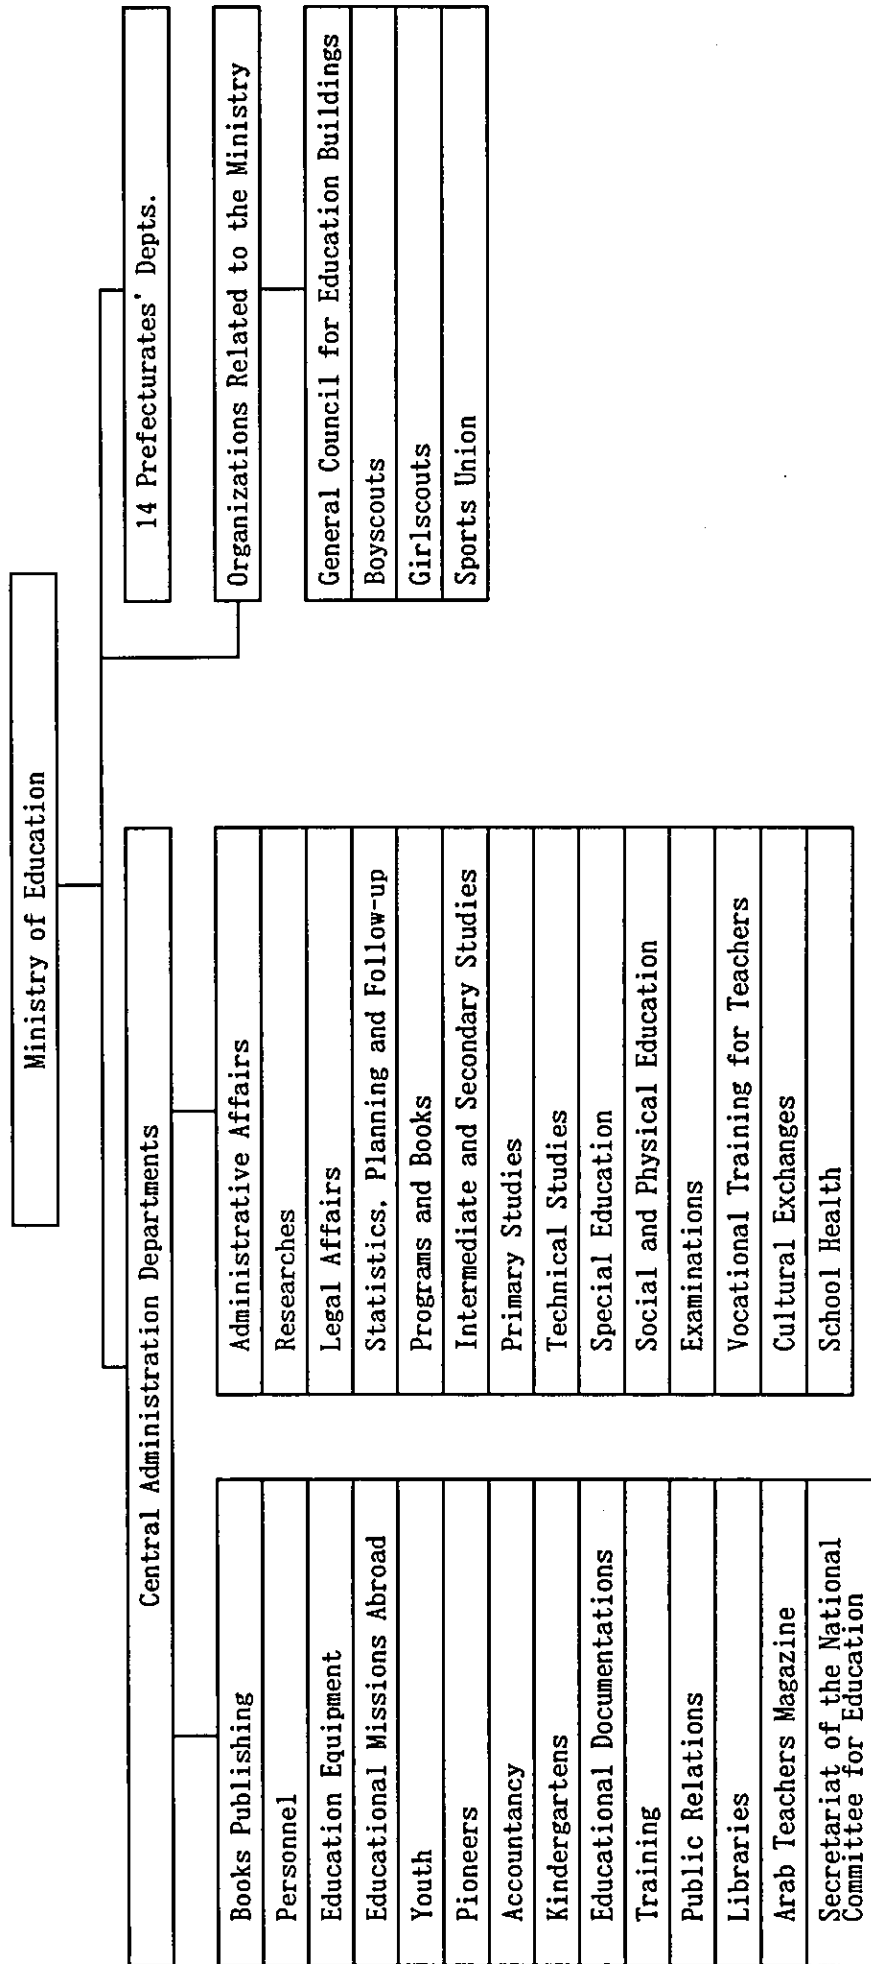 Ministry of Education
Central Administration Departments
14 Prefecturates' Depts.
Organizations Related to the Ministry
Books Publishing
Personnel
Education Equipment
Educational Missions Abroad
Youth
Pioneers
Accountancy
Kindergartens
Educational Documentations
Training
Public Relations
Libraries
Arab Teachers Magazine
Secretariat of the National
Committee for Education
Administrative Affairs
Researches
Legal Affairs
Statistics, Planning and Follow-up
Programs and Books
Intermediate and Secondary Studies
Primary Studies
Technical Studies
Special Education
Social and Physical Education
Examinations
Vocational Training for Teachers
Cultural Exchanges
School Health
General Council for Education Buildings
Boyscouts
Girlscouts
Sports Union